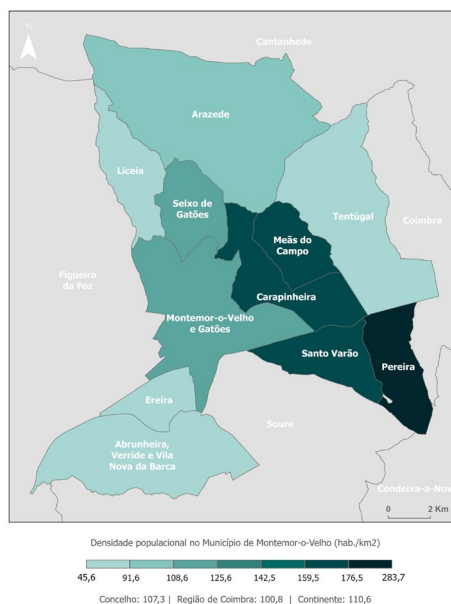 N
Cantanhede
Arazede
Liceia
Seixo de
Gatões
Tentúgal
Coimbra
Meãs do
Campo
Figueira
da Foz
Carapinheira
Montemor-o-Velho
e Gatões
Santo Varão
Pereira
Ereira
Soure
Abrunheira,
Verride e Vila
Nova da Barca
Condeixa-a-Nov
0 2 Km
Densidade populacional no Município de Montemor-o-Velho (hab./km2)
45,6 91,6 108,6 125,6 142,5 159,5 176,5 283,7
Concelho: 107,3 | Região de Coimbra: 100,8 | Continente: 110,6